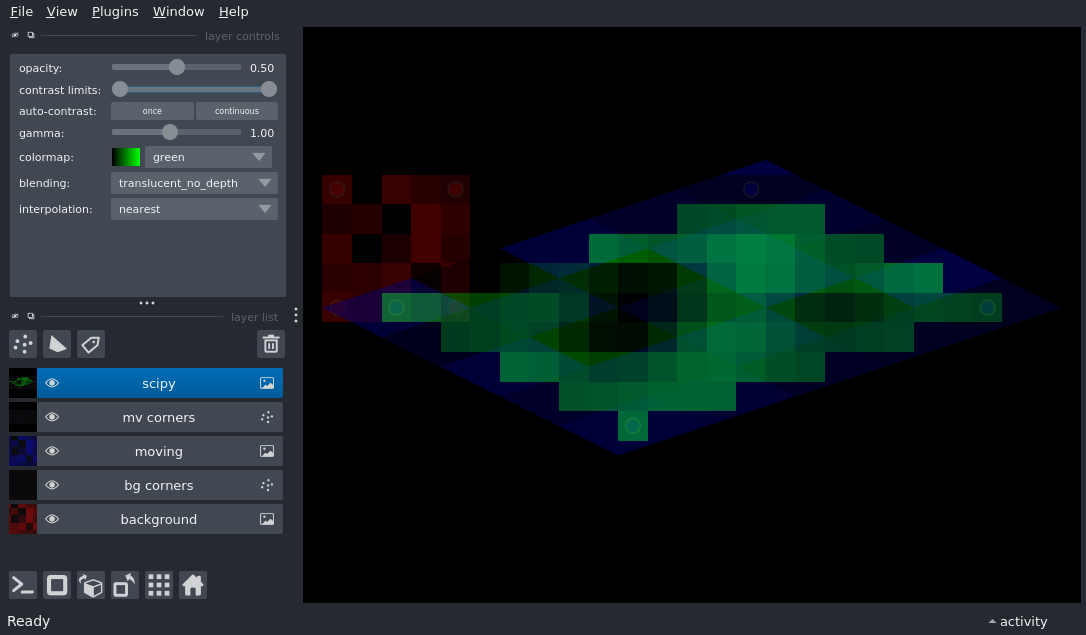 File View Plugins Window Help
layer controls
opacity: 0.50
contrast limits:
auto-contrast: once continuous
gamma: 1.00
colormap: green
blending: translucent_no_depth
interpolation: nearest
layer list
scipy
mv corners
moving
bg corners
background
Ready
activity